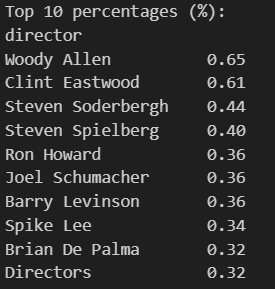 Top 10 percentages (%):
director
Woody Allen 0.65
Clint Eastwood 0.61
Steven Soderbergh 0.44
Steven Spielberg 0.40
Ron Howard 0.36
Joel Schumacher 0.36
Barry Levinson 0.36
Spike Lee 0.34
Brian De Palma 0.32
Directors 0.32